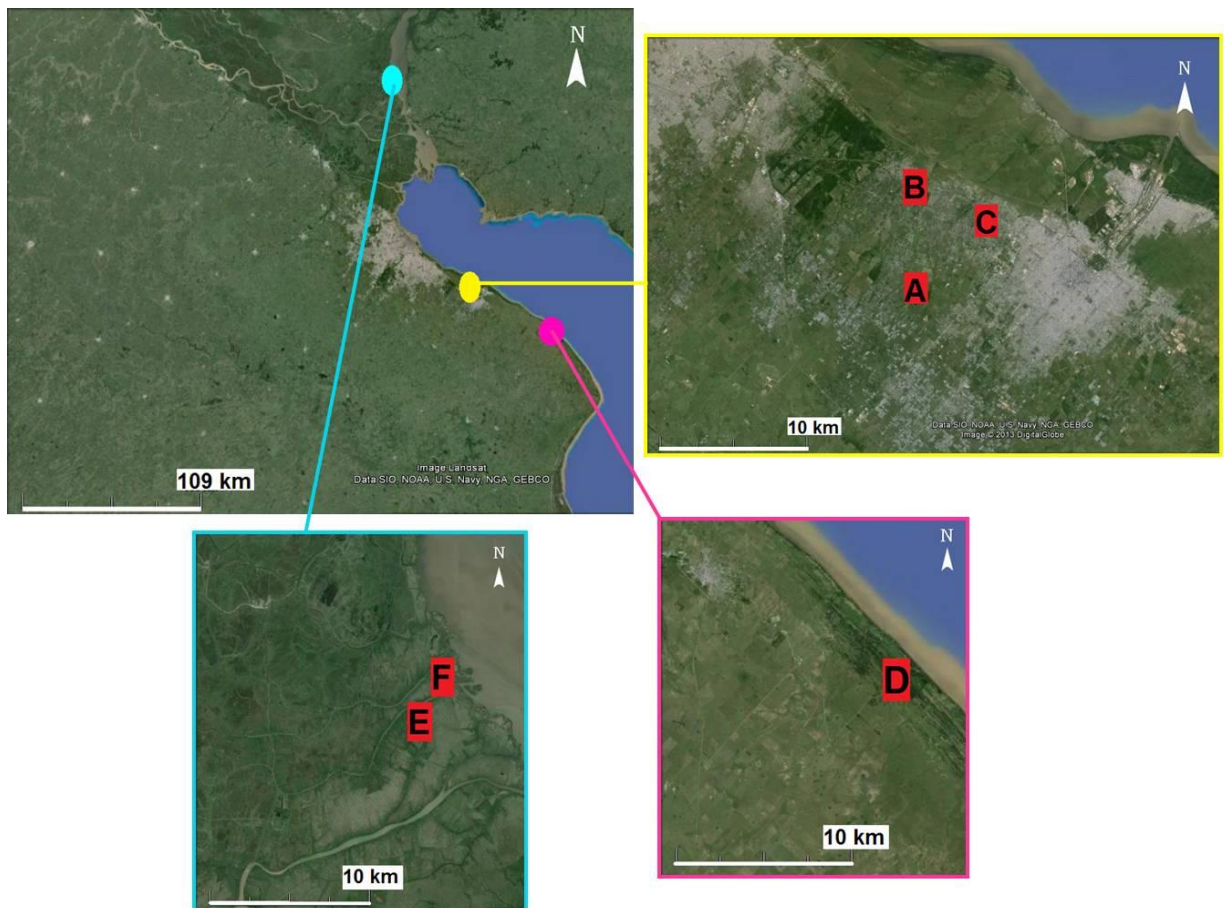 N
109 km
Image Landsat
Data SIO, NOAA, U.S. Navy, NGA, GEBCO
N
B
C
A
10 km
Data SIO, NOAA, U.S. Navy, NGA, GEBCO
Image © 2013 DigitalGlobe
N
F
E
10 km
N
D
10 km